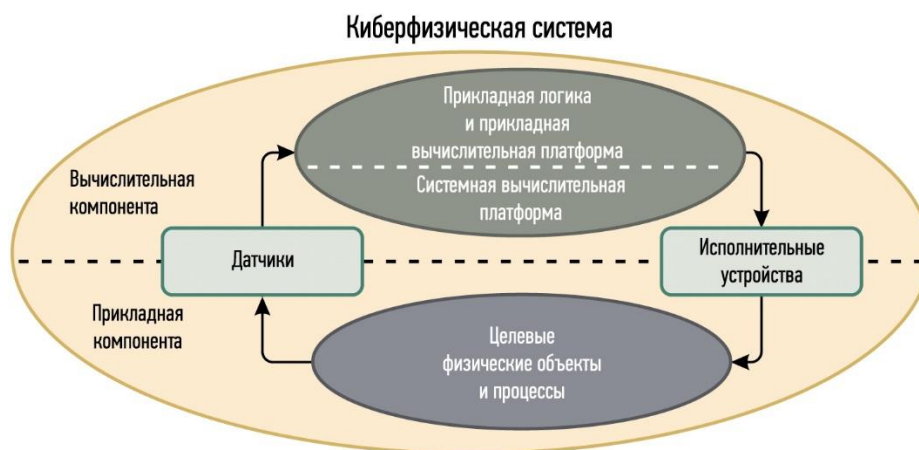 Киберфизическая система
Прикладная логика
и прикладная
вычислительная платформа
Системная вычислительная
платформа
Вычислительная
компонента
Датчики
Исполнительные
устройства
Прикладная
компонента
Целевые
физические объекты
и процессы